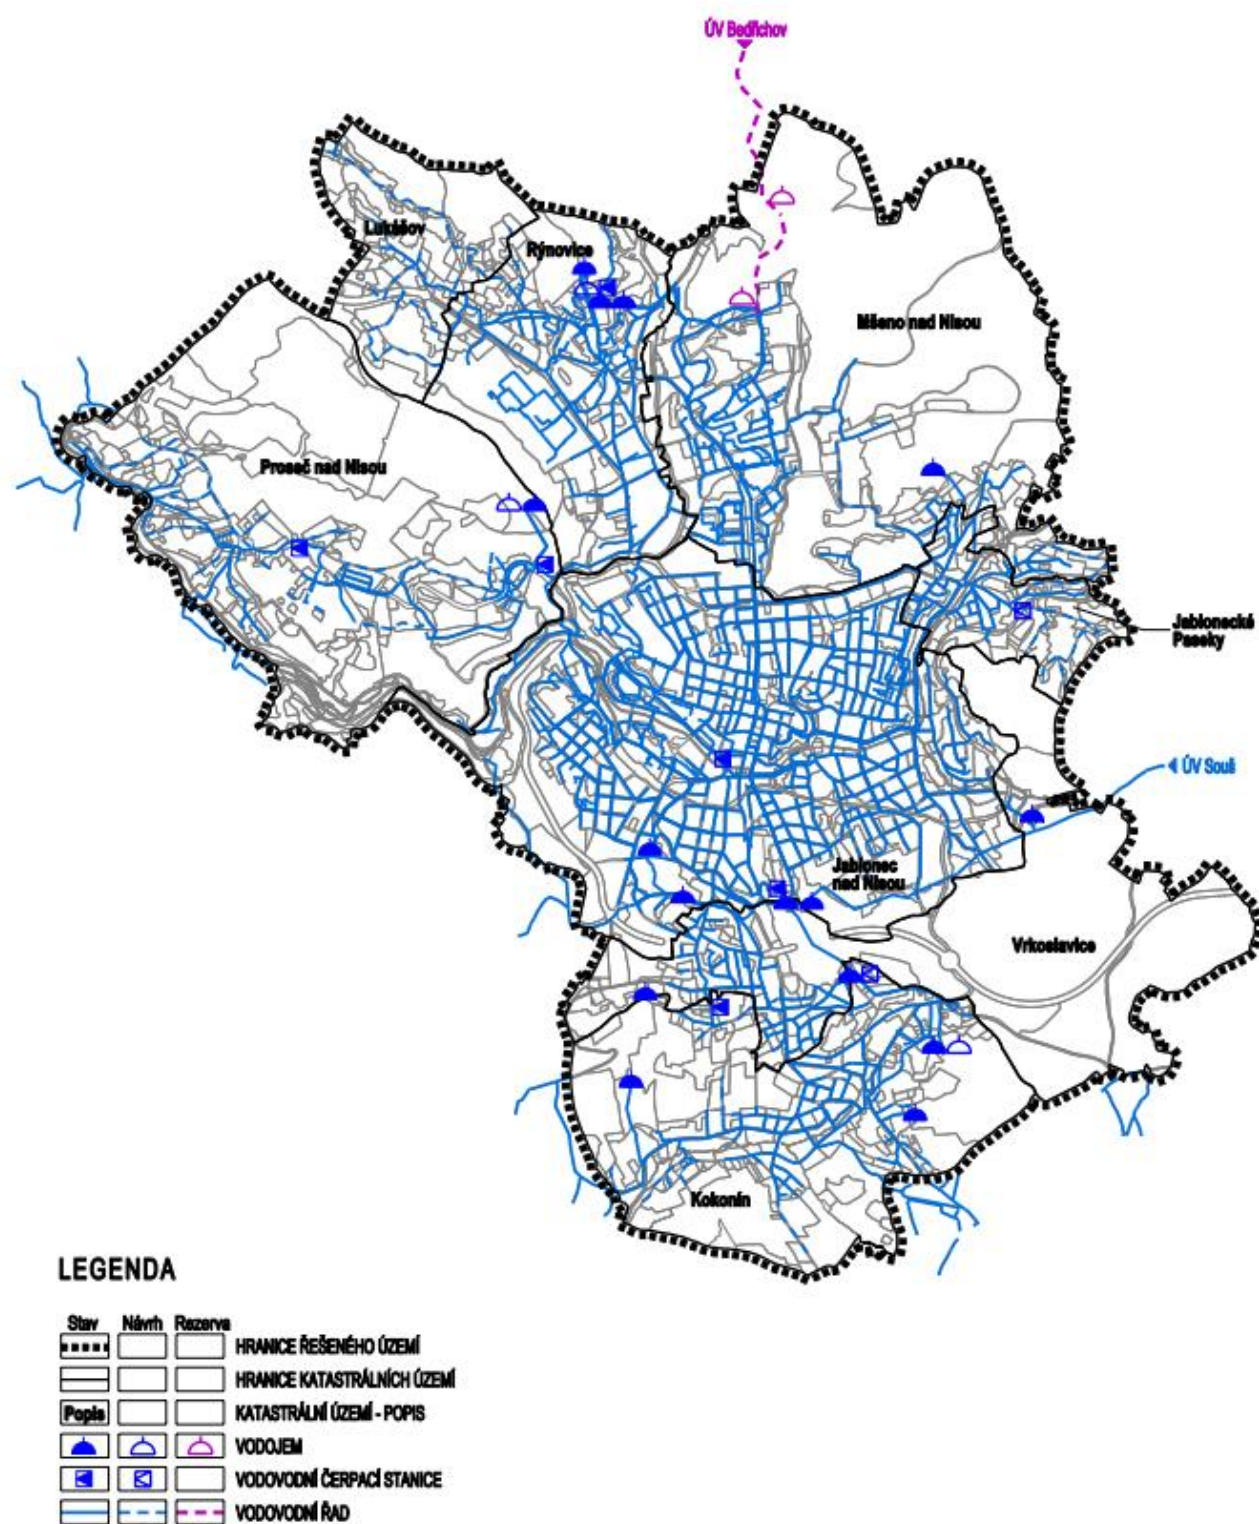 ÚV Bedřichov
Lukášov
Rýnovice
Mšeno nad Nisou
Proseč nad Nisou
Jablonecké
Paseky
ÚV Souš
Jablonec
nad Nisou
Vrkoslavice
Kokonín
LEGENDA
Stav Návrh Rezerva
HRANICE ŘEŠENÉHO ÚZEMÍ
HRANICE KATASTRÁLNÍCH ÚZEMÍ
Popis KATASTRÁLNÍ ÚZEMÍ - POPIS
VODOJEM
VODOVODNÍ ČERPACÍ STANICE
VODOVODNÍ ŘAD